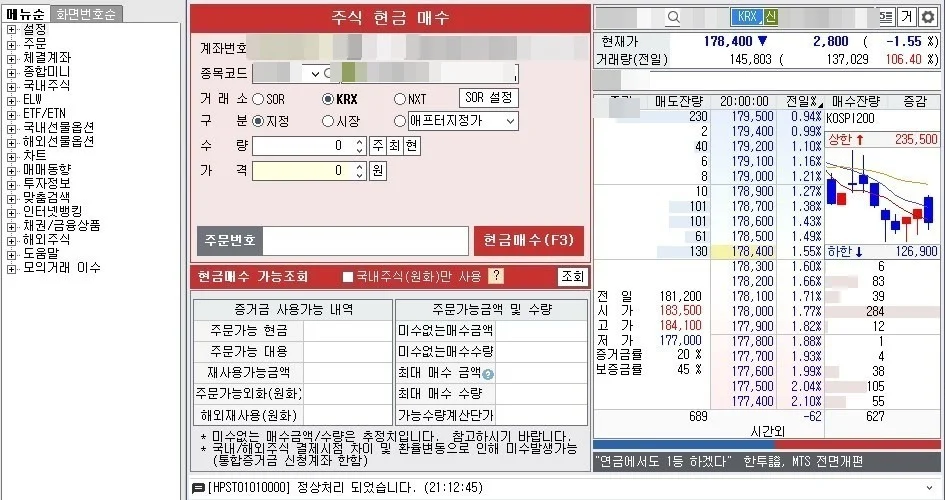 메뉴순 화면번호순
설정
주문
체결계좌
종합미니
국내주식
ELW
ETF/ETN
국내선물옵션
해외선물옵션
차트
매매동향
투자정보
맞춤검색
인터넷뱅킹
채권/금융상품
해외주식
도움말
모의거래 이수
주식 현금 매수
계좌번호
종목코드
거 래 소 SOR KRX NXT SOR 설정
구 분 지정 시장 애프터지정가
수 량 0 주 최 현
가 격 0 원
주문번호 현금매수(F3)
현금매수 가능조회 국내주식(원화)만 사용 ? 조회
증거금 사용가능 내역 주문가능금액 및 수량
주문가능 현금 미수없는매수금액
주문가능 대용 미수없는매수수량
재사용가능금액 최대 매수 금액 ?
주문가능외화(원화) 최대 매수 수량
해외재사용(원화) 가능수량계산단가
* 미수없는 매수금액/수량은 추정치입니다. 참고하시기 바랍니다.
* 국내/해외주식 결제시점 차이 및 환율변동으로 인해 미수발생가능
(통합증거금 신청계좌 한함)
KRX 신 거
현재가 178,400 ▼ 2,800 ( -1.55 %)
거래량(전일) 145,803 ( 137,029 106.40 %)
매도잔량 20:00:00 전일% 매수잔량 증감
230 179,500 0.94% KOSPI200
2 179,400 0.99% 상한 ↑ 235,500
40 179,200 1.10%
6 179,100 1.16%
8 179,000 1.21%
10 178,900 1.27%
101 178,700 1.38%
101 178,600 1.43%
61 178,500 1.49%
130 178,400 1.55% 하한 ↓ 126,900
178,300 1.60% 6
178,200 1.66% 83
전 일 181,200 178,100 1.71% 39
시 가 183,500 178,000 1.77% 284
고 가 184,100 177,900 1.82% 12
저 가 177,000 177,800 1.88% 1
증거금률 20 % 177,700 1.93% 4
보증금률 45 % 177,600 1.99% 38
177,500 2.04% 105
177,400 2.10% 55
689 -62 627
시간외
"연금에서도 1등 하겠다" 한투證, MTS 전면개편
[HPST01010000] 정상처리 되었습니다. (21:12:45)